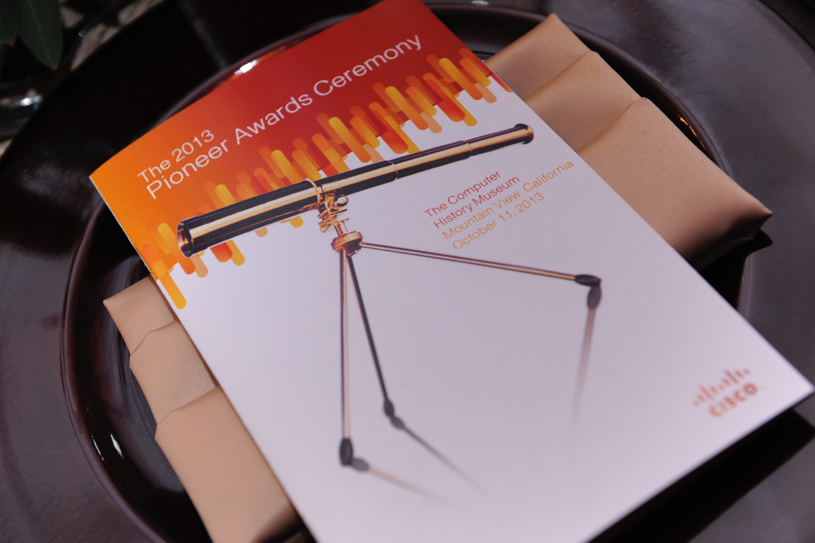 The 2013
Pioneer Awards Ceremony
The Computer
History Museum
Mountain View, California
October 11, 2013
CISCO